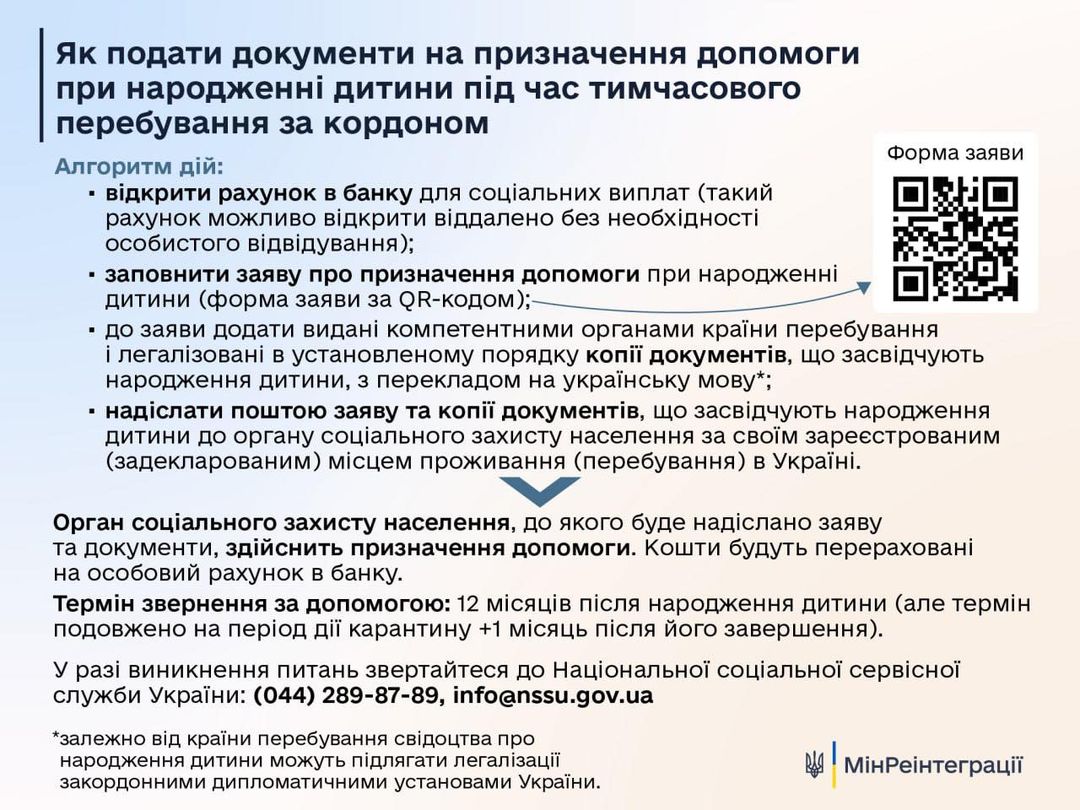 Як подати документи на призначення допомоги
при народженні дитини під час тимчасового
перебування за кордоном
Форма заяви
Алгоритм дій:
▪ відкрити рахунок в банку для соціальних виплат (такий
рахунок можливо відкрити віддалено без необхідності
особистого відвідування);
▪ заповнити заяву про призначення допомоги при народженні
дитини (форма заяви за QR-кодом);
▪ до заяви додати видані компетентними органами країни перебування
і легалізовані в установленому порядку копії документів, що засвідчують
народження дитини, з перекладом на українську мову*;
▪ надіслати поштою заяву та копії документів, що засвідчують народження
дитини до органу соціального захисту населення за своїм зареєстрованим
(задекларованим) місцем проживання (перебування) в Україні.
Орган соціального захисту населення, до якого буде надіслано заяву
та документи, здійснить призначення допомоги. Кошти будуть перераховані
на особовий рахунок в банку.
Термін звернення за допомогою: 12 місяців після народження дитини (але термін
подовжено на період дії карантину +1 місяць після його завершення).
У разі виникнення питань звертайтеся до Національної соціальної сервісної
служби України: (044) 289-87-89, info@nssu.gov.ua
*залежно від країни перебування свідоцтва про
народження дитини можуть підлягати легалізації
закордонними дипломатичними установами України.
МінРеінтеграції